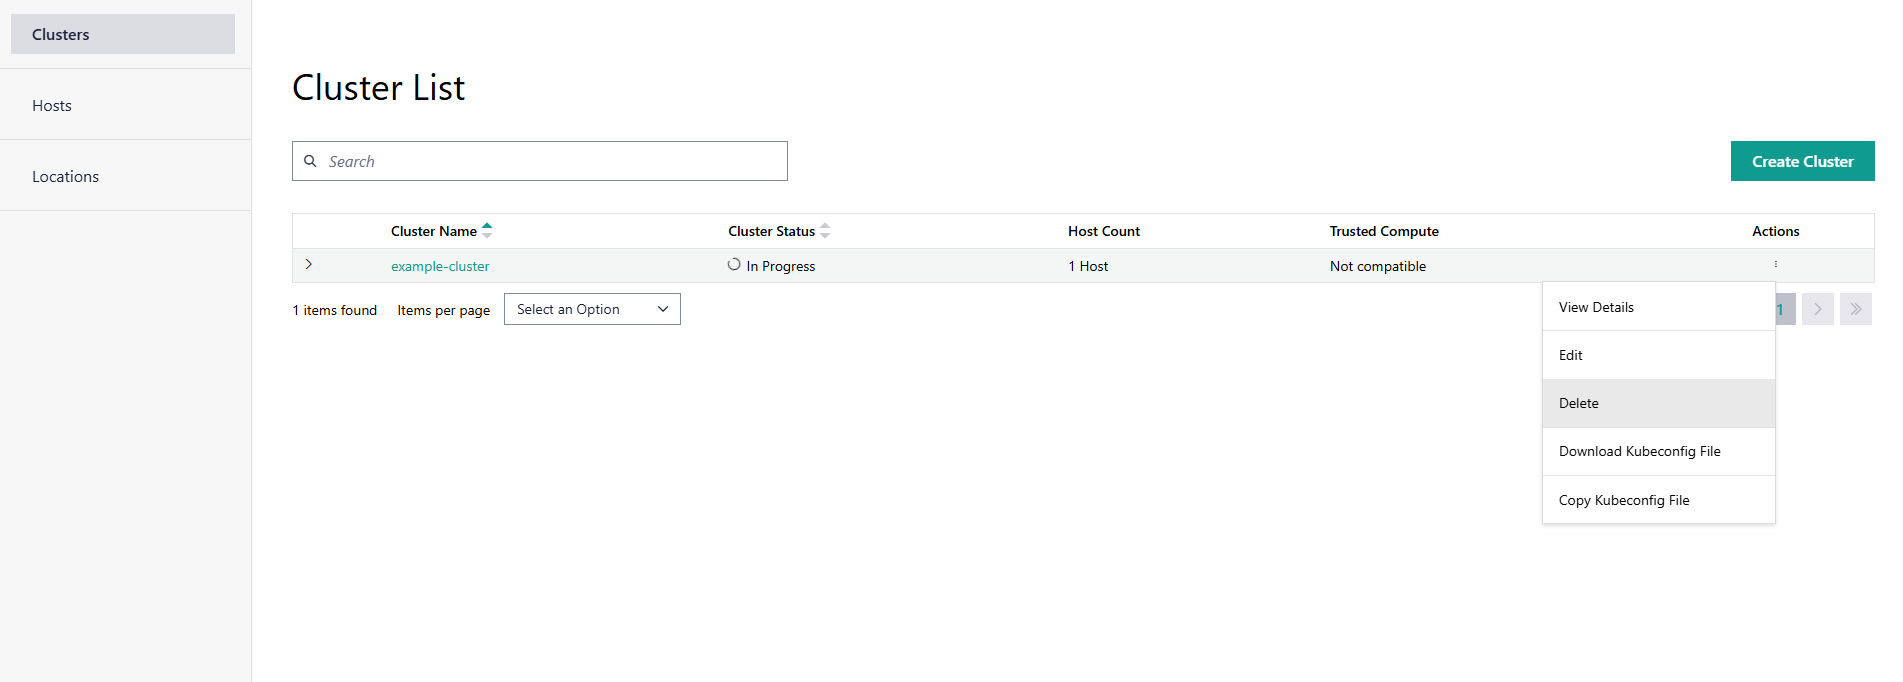 Clusters
Hosts
Locations
Cluster List
Search
Create Cluster
Cluster Name Cluster Status Host Count Trusted Compute Actions
example-cluster In Progress 1 Host Not compatible
1 items found Items per page Select an Option 1
View Details
Edit
Delete
Download Kubeconfig File
Copy Kubeconfig File